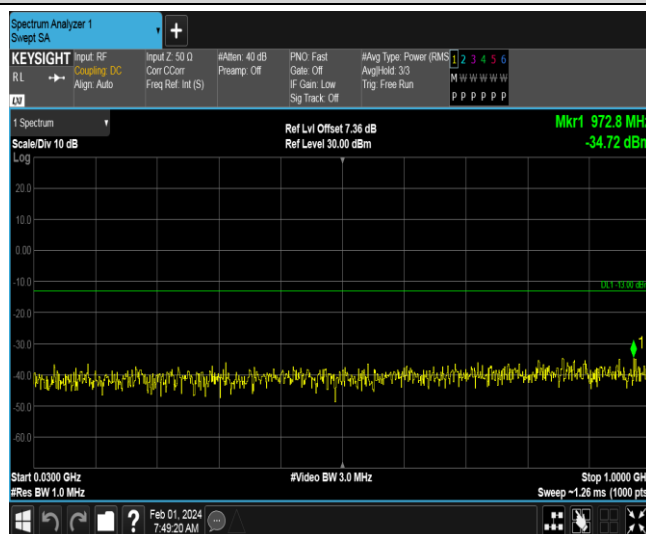 Spectrum Analyzer 1
Swept SA
KEYSIGHT
RL
LXI
Input: RF
Coupling: DC
Align: Auto
Input Z: 50 Ω
Corr CCorr
Freq Ref: Int (S)
#Atten: 40 dB
Preamp: Off
PNO: Fast
Gate: Off
IF Gain: Low
Sig Track: Off
#Avg Type: Power (RMS
Avg|Hold: 3/3
Trig: Free Run
1 2 3 4 5 6
M W W W W W
P P P P P P
1 Spectrum
Scale/Div 10 dB
Log
Ref Lvl Offset 7.36 dB
Ref Level 30.00 dBm
Mkr1 972.8 MHz
-34.72 dBm
20.0
10.0
0.00
-10.0
DL1 -13.00 dBm
-20.0
-30.0
1
-40.0
-50.0
-60.0
Start 0.0300 GHz
#Res BW 1.0 MHz
#Video BW 3.0 MHz
Stop 1.0000 GHz
Sweep ~1.26 ms (1000 pts)
?
Feb 01, 2024
7:49:20 AM